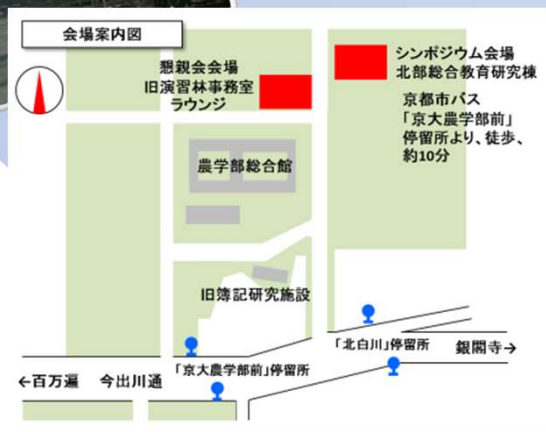 会場案内図
懇親会会場
旧演習林事務室
ラウンジ
シンポジウム会場
北部総合教育研究棟
京都市バス
「京大農学部前」
停留所より、徒歩、
約10分
農学部総合館
旧簿記研究施設
「北白川」停留所
銀閣寺→
「京大農学部前」停留所
←百万遍
今出川通